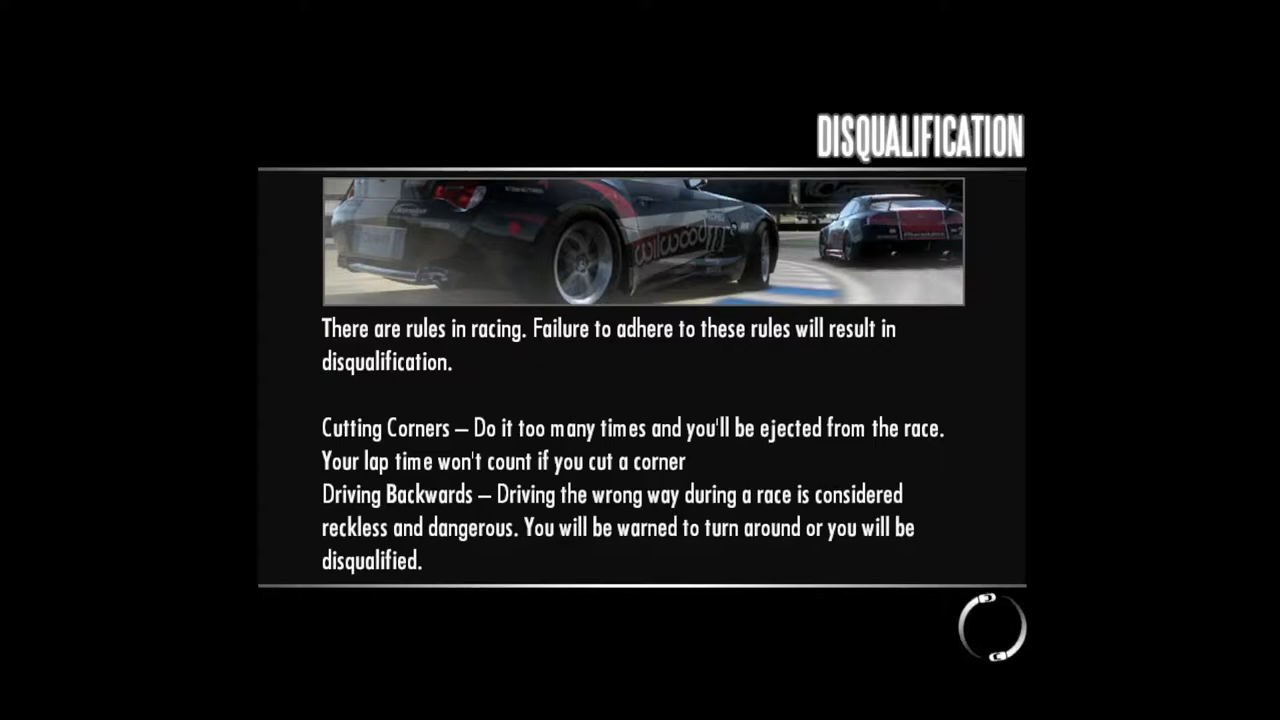 DISQUALIFICATION
wilwood
There are rules in racing. Failure to adhere to these rules will result in
disqualification.
Cutting Corners – Do it too many times and you'll be ejected from the race.
Your lap time won't count if you cut a corner
Driving Backwards – Driving the wrong way during a race is considered
reckless and dangerous. You will be warned to turn around or you will be
disqualified.